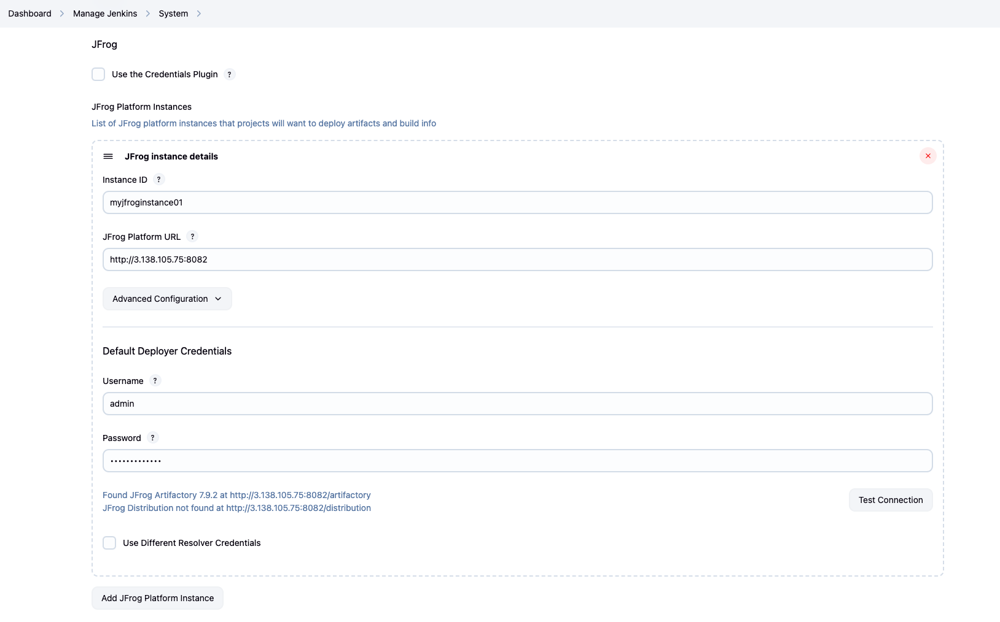 Dashboard > Manage Jenkins > System >
JFrog
Use the Credentials Plugin ?
JFrog Platform Instances
List of JFrog platform instances that projects will want to deploy artifacts and build info
JFrog instance details
Instance ID ?
myjfroginstance01
JFrog Platform URL ?
http://3.138.105.75:8082
Advanced Configuration
Default Deployer Credentials
Username ?
admin
Password ?
•••••••••••••
Found JFrog Artifactory 7.9.2 at http://3.138.105.75:8082/artifactory
JFrog Distribution not found at http://3.138.105.75:8082/distribution
Test Connection
Use Different Resolver Credentials
Add JFrog Platform Instance